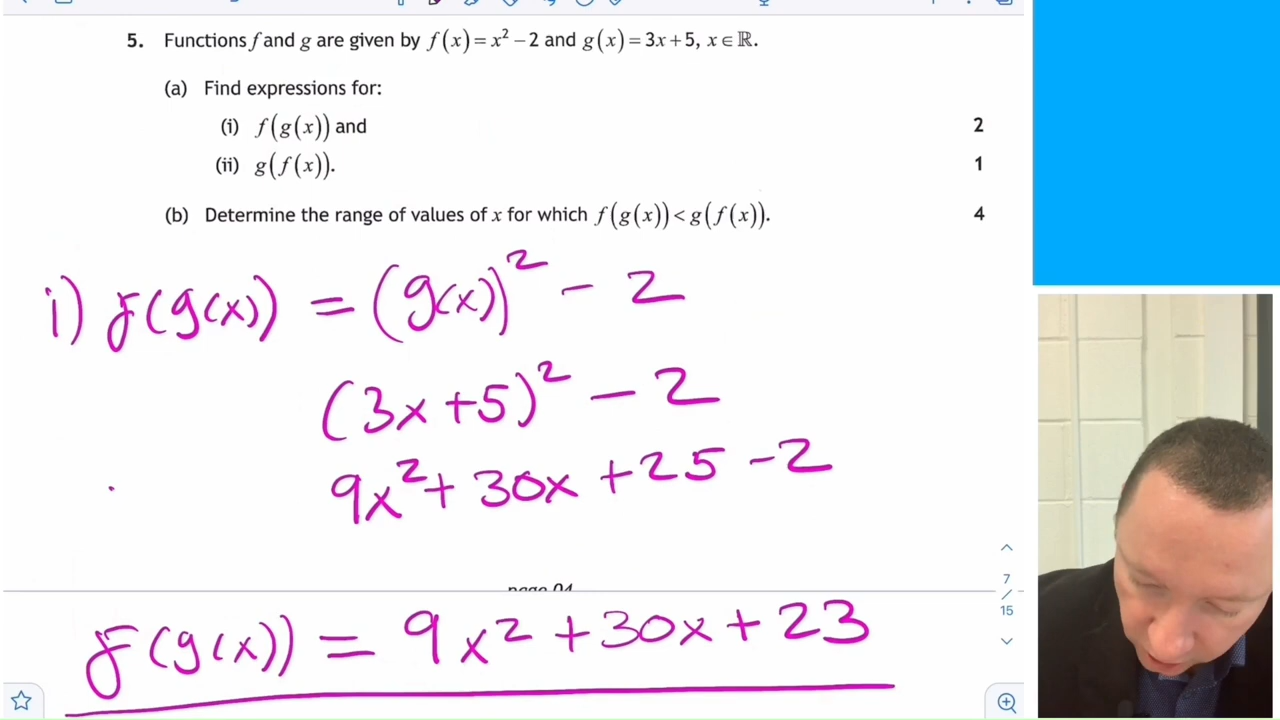 5. Functions f and g are given by f(x) = x² − 2 and g(x) = 3x + 5, x ∈ ℝ.
(a) Find expressions for:
(i) f(g(x)) and 2
(ii) g(f(x)). 1
(b) Determine the range of values of x for which f(g(x)) < g(f(x)). 4
i) f(g(x)) = (g(x))² − 2
(3x + 5)² − 2
9x² + 30x + 25 − 2
page 04
7
/
15
f(g(x)) = 9x² + 30x + 23